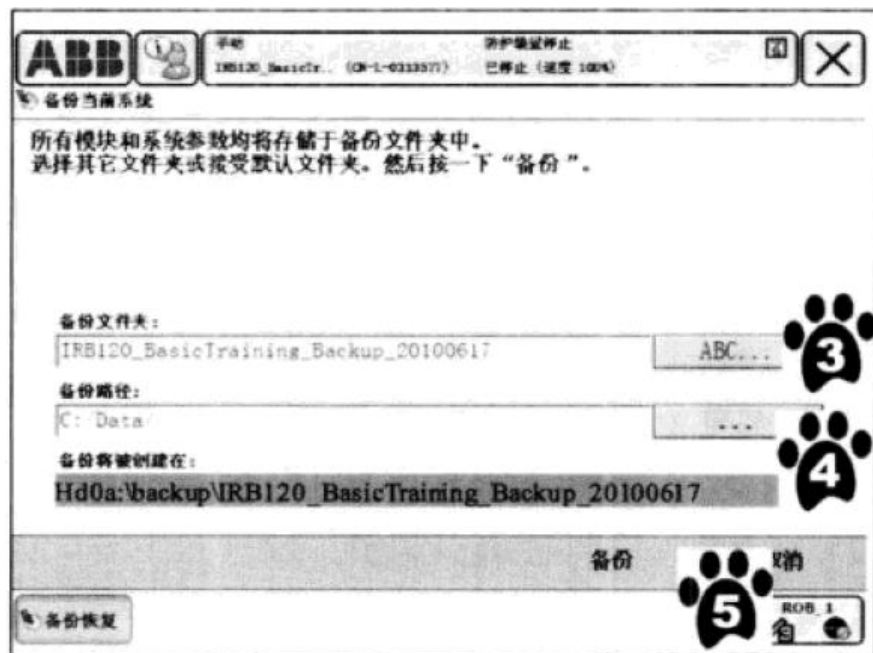 ABB
手动
防护装置停止
IRB120_BasicTr.. (CN-L-0313577)
已停止 (速度 100%)
备份当前系统
所有模块和系统参数均将存储于备份文件夹中。
选择其它文件夹或接受默认文件夹。然后按一下“备份”。
备份文件夹:
IRB120_BasicTraining_Backup_20100617
ABC...
3
备份路径:
C:/Data/
...
4
备份将被创建在:
Hd0a:\backup\IRB120_BasicTraining_Backup_20100617
备份
取消
5
备份恢复
ROB_1